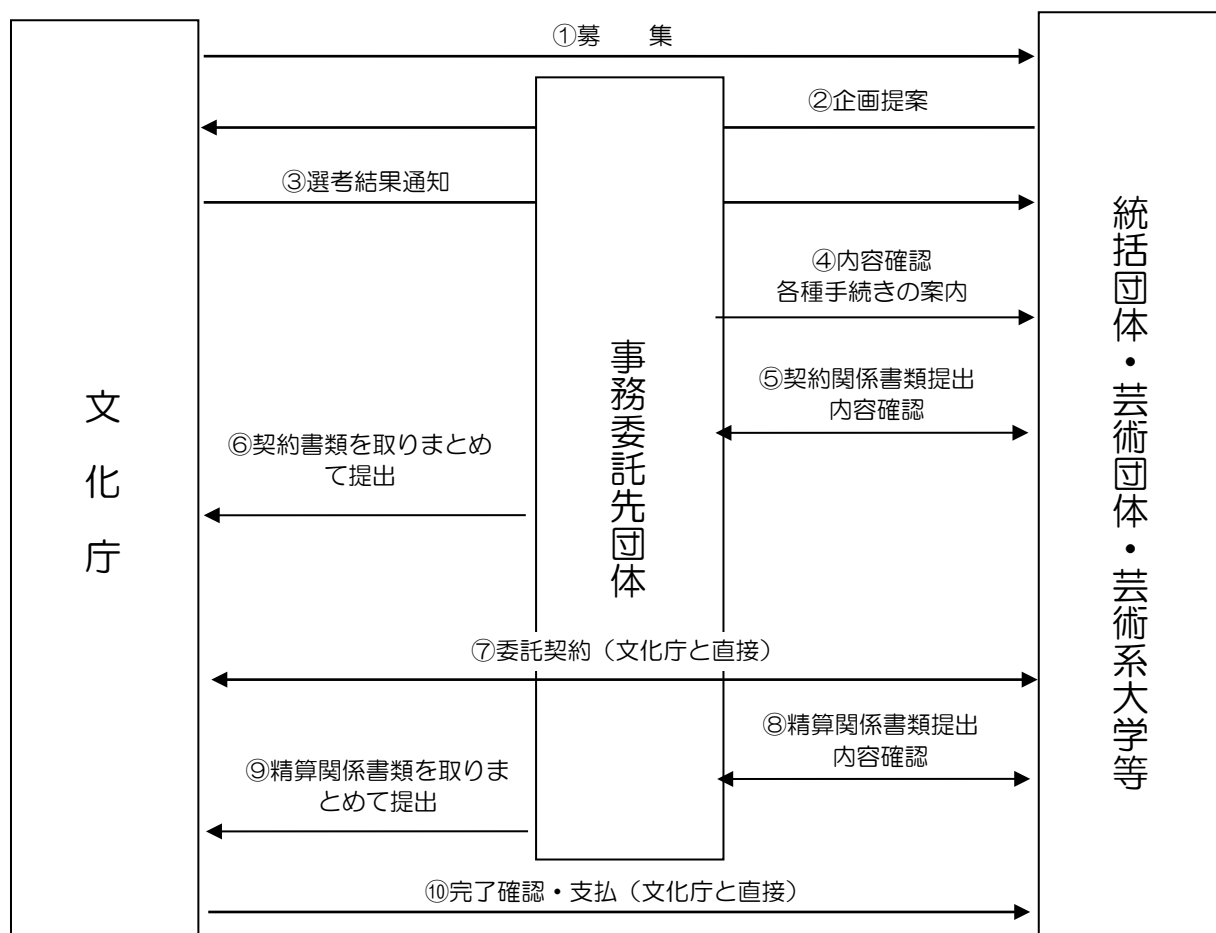 ①募　　集
②企画提案
③選考結果通知
④内容確認
各種手続きの案内
⑤契約関係書類提出
内容確認
⑥契約書類を取りまとめ
て提出
⑦委託契約（文化庁と直接）
⑧精算関係書類提出
内容確認
⑨精算関係書類を取りま
とめて提出
⑩完了確認・支払（文化庁と直接）
文化庁
事務委託先団体
統括団体・芸術団体・芸術系大学等